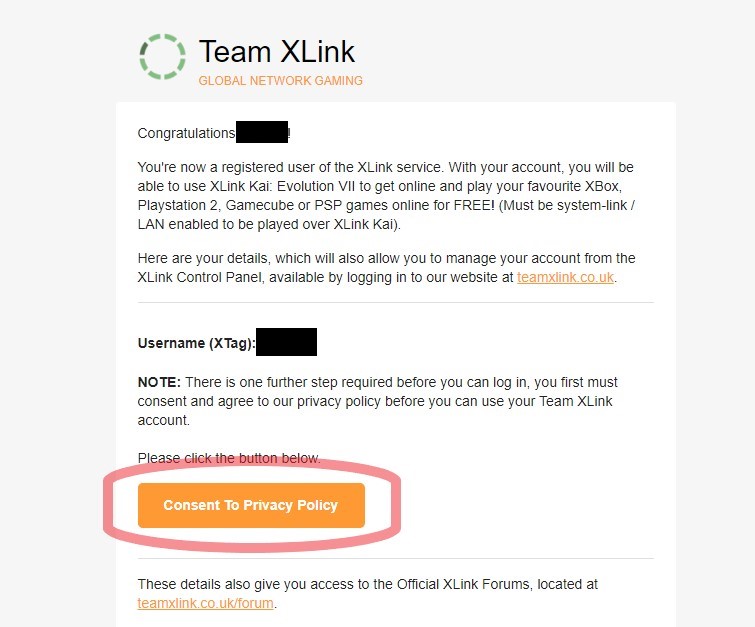 Team XLink
GLOBAL NETWORK GAMING
Congratulations !
You're now a registered user of the XLink service. With your account, you will be
able to use XLink Kai: Evolution VII to get online and play your favourite XBox,
Playstation 2, Gamecube or PSP games online for FREE! (Must be system-link /
LAN enabled to be played over XLink Kai).
Here are your details, which will also allow you to manage your account from the
XLink Control Panel, available by logging in to our website at teamxlink.co.uk.
Username (XTag):
NOTE: There is one further step required before you can log in, you first must
consent and agree to our privacy policy before you can use your Team XLink
account.
Please click the button below.
Consent To Privacy Policy
These details also give you access to the Official XLink Forums, located at
teamxlink.co.uk/forum.